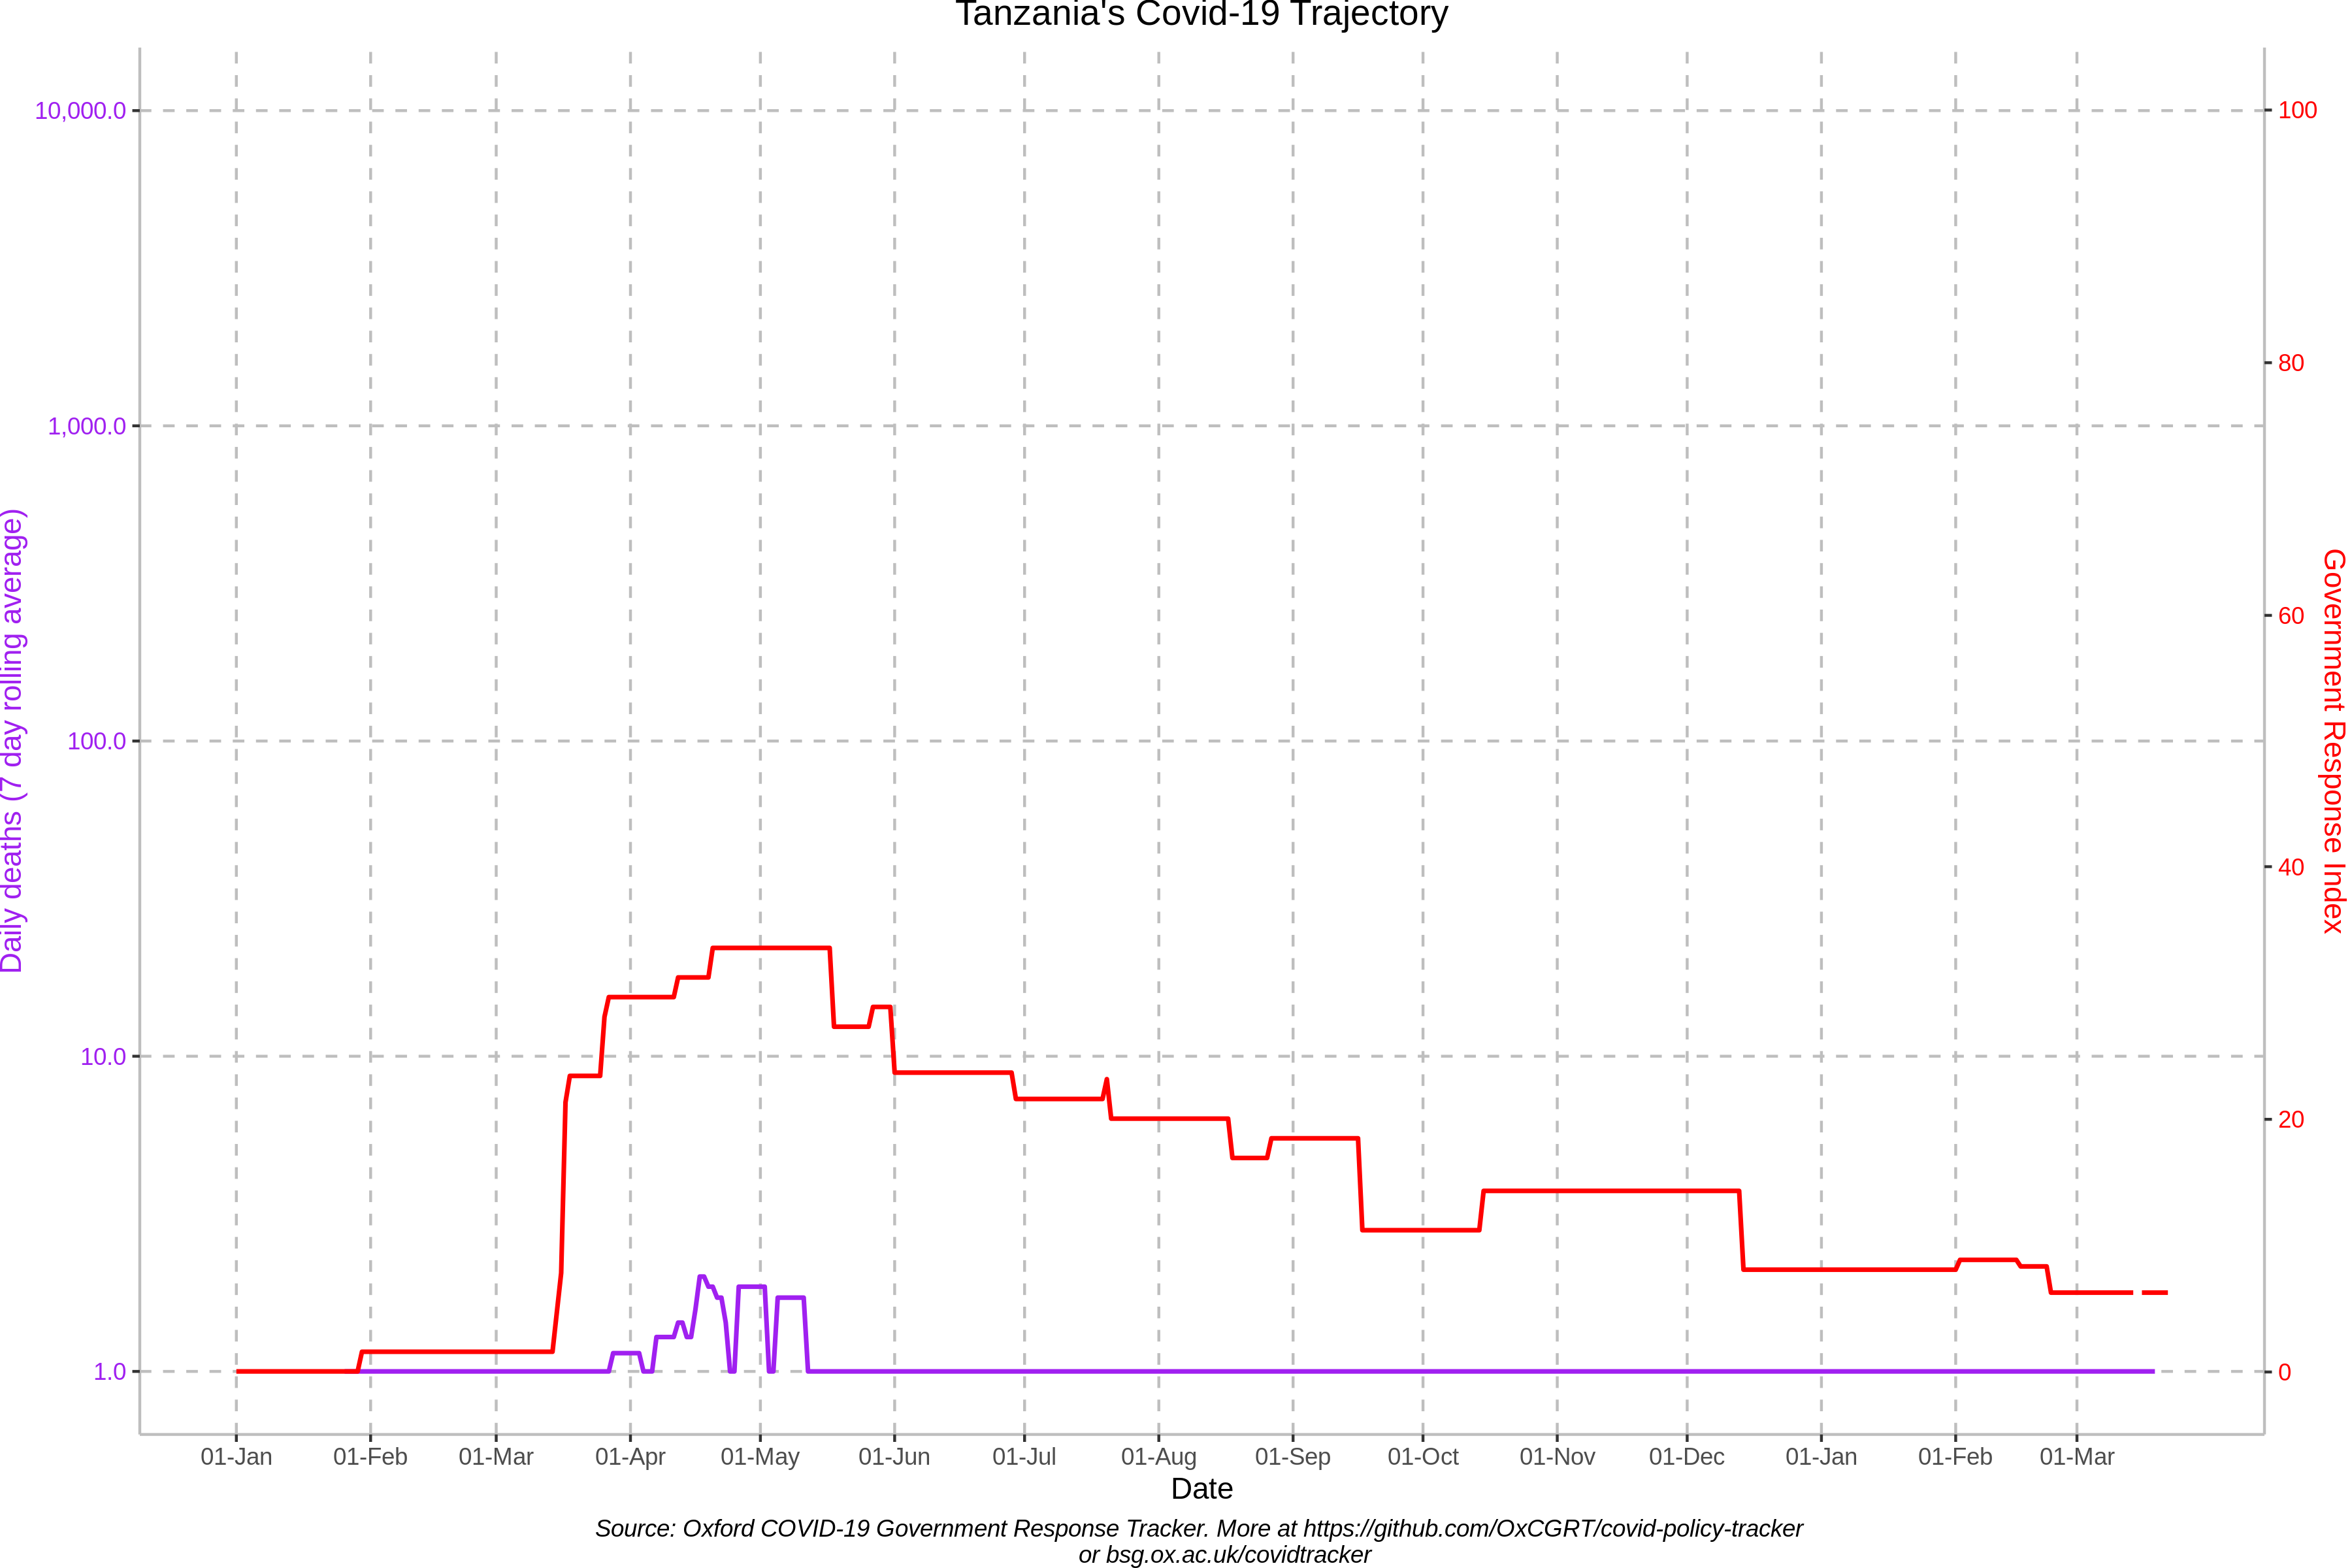 Tanzania's Covid-19 Trajectory
10,000.0
1,000.0
100.0
10.0
1.0
Daily deaths (7 day rolling average)
100
80
60
40
20
0
Government Response Index
01-Jan 01-Feb 01-Mar 01-Apr 01-May 01-Jun 01-Jul 01-Aug 01-Sep 01-Oct 01-Nov 01-Dec 01-Jan 01-Feb 01-Mar
Date
Source: Oxford COVID-19 Government Response Tracker. More at https://github.com/OxCGRT/covid-policy-tracker
or bsg.ox.ac.uk/covidtracker